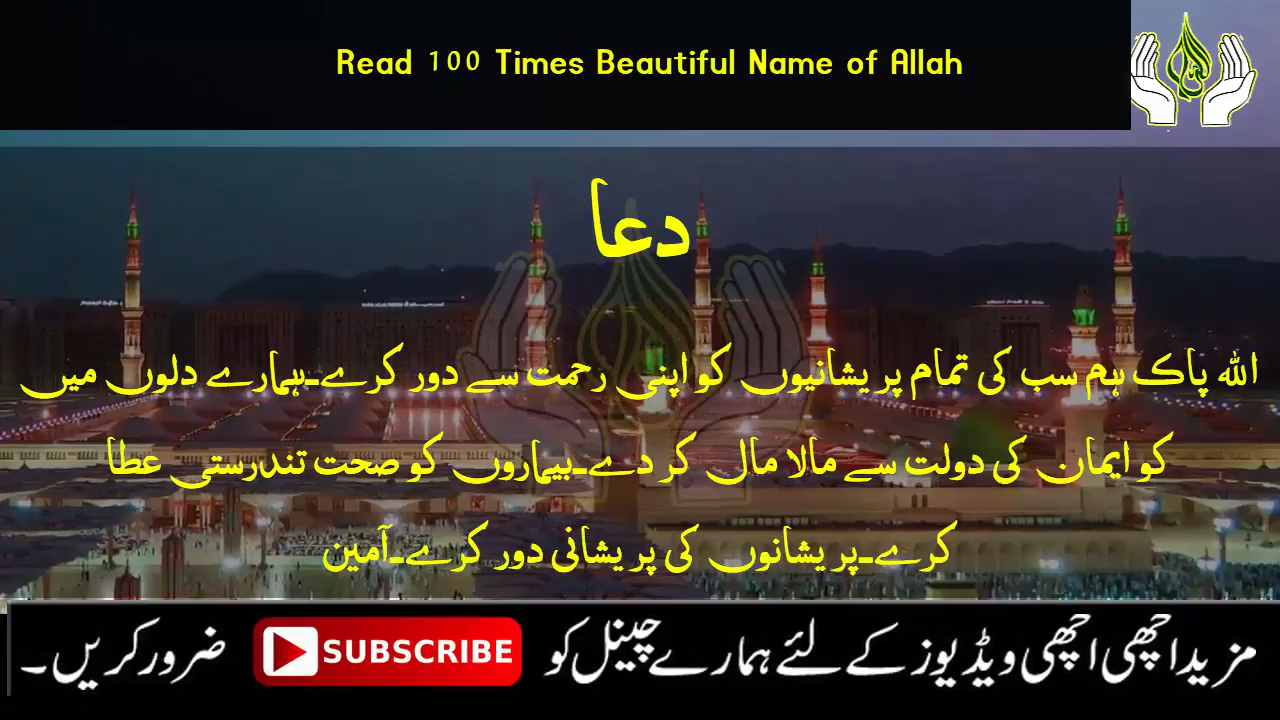 Read 100 Times Beautiful Name of Allah
دعا
اللہ پاک ہم سب کی تمام پریشانیوں کو اپنی رحمت سے دور کرے۔ہمارے دلوں میں
کو ایمان کی دولت سے مالا مال کر دے۔بیماروں کو صحت تندرستی عطا
کرے۔پریشانوں کی پریشانی دور کرے۔آمین
مزید اچھی اچھی ویڈیوز کے لئے ہمارے چینل کو SUBSCRIBE ضرور کریں۔